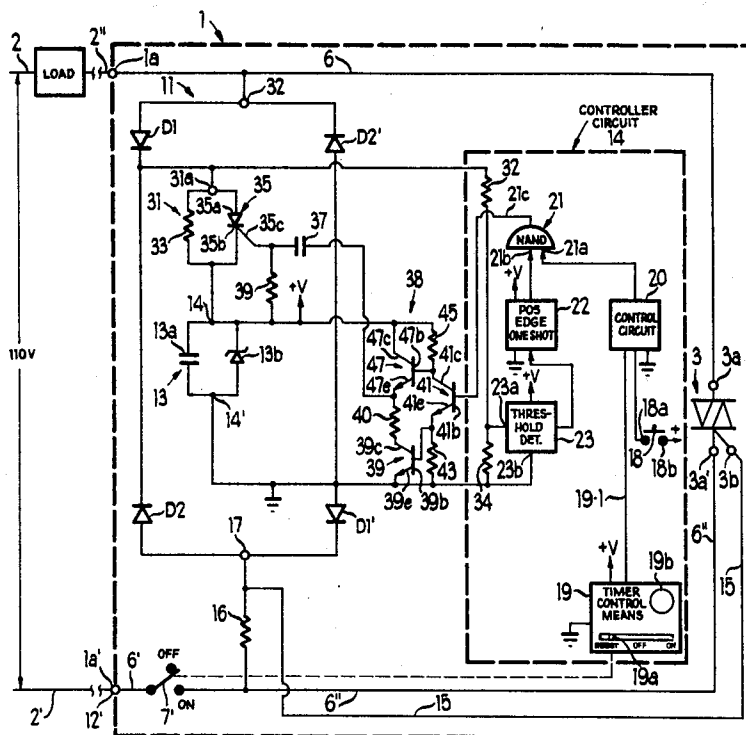 1
2
LOAD
2"
1a
6
11
32
CONTROLLER
CIRCUIT
14
D1
D2'
31a
35
32
21c
21
31
35a
35c
37
NAND
33
35b
21b
21a
+V
20
39
+V
38
22
POS
EDGE
ONE SHOT
CONTROL
CIRCUIT
14
45
13a
47c
47b
3a
110V
13b
47
41c
23a
+V
3
13
47e
41
18a
+
40
41e
THRESH-
HOLD
DET.
23
18
14'
39c
41b
18b
39
43
23b
3a'
3b
39e
39b
34
19-1
6"
D2
D1'
17
+V
19b
15
19
TIMER
CONTROL
MEANS
16
RESET
OFF
ON
19a
1a'
OFF
6'
12'
7'
ON
6"
15
2'